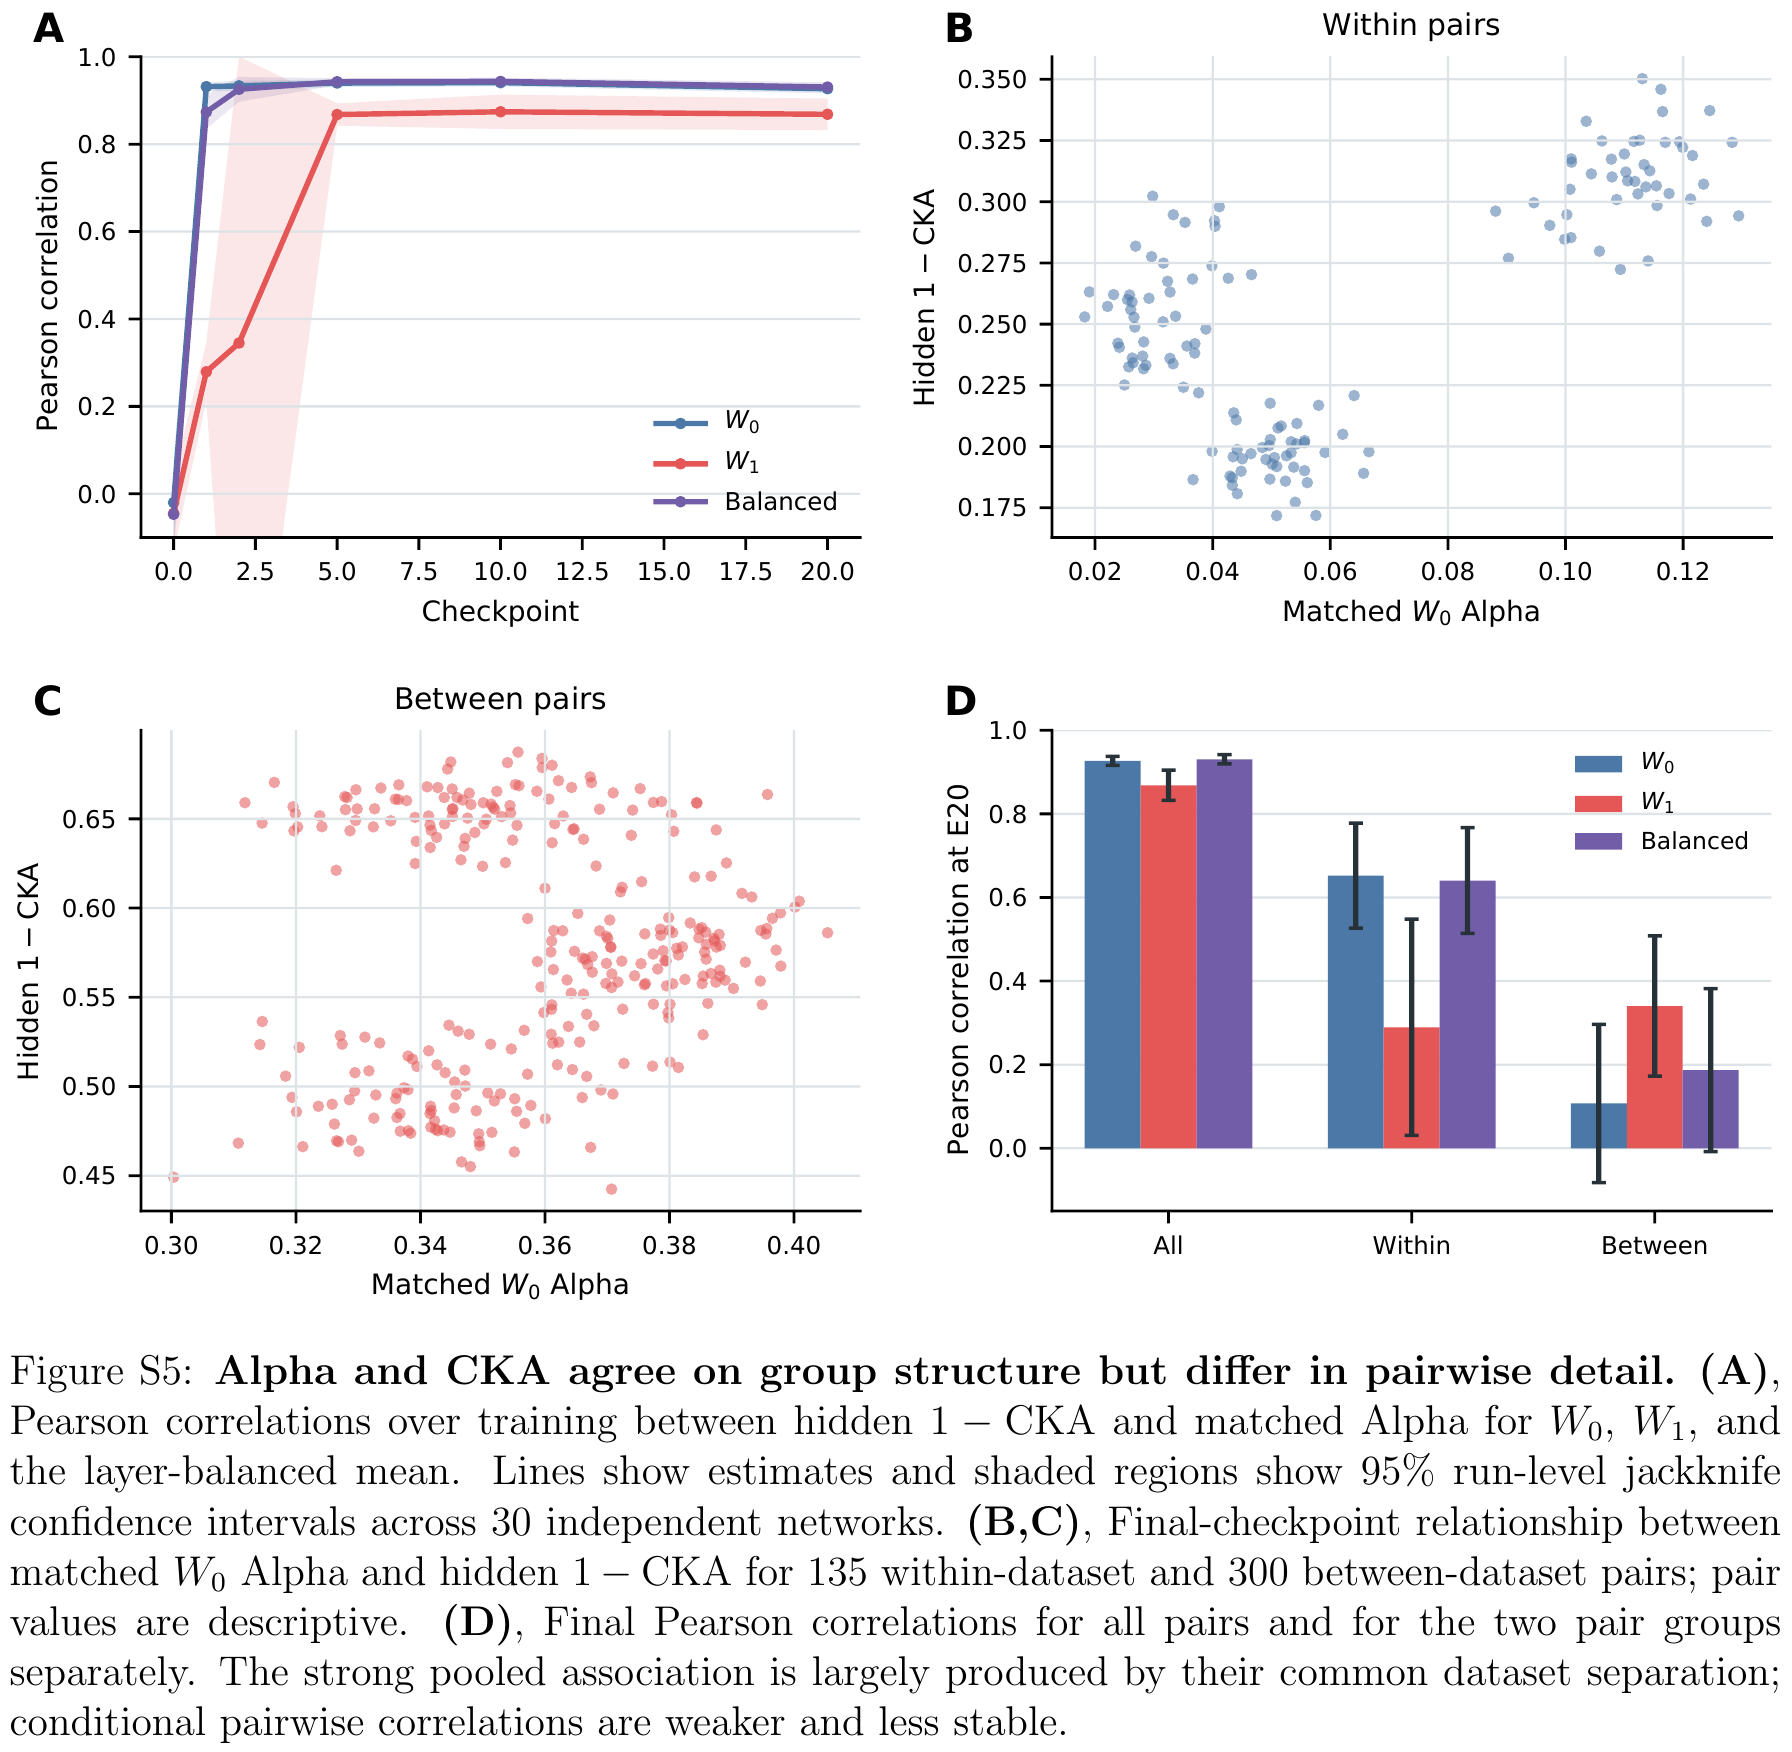 A
1.0
0.8
0.6
0.4
0.2
0.0
Pearson correlation
W0
W1
Balanced
0.0 2.5 5.0 7.5 10.0 12.5 15.0 17.5 20.0
Checkpoint
B
Within pairs
0.350
0.325
0.300
0.275
0.250
0.225
0.200
0.175
Hidden 1 − CKA
0.02 0.04 0.06 0.08 0.10 0.12
Matched W0 Alpha
C
Between pairs
0.65
0.60
0.55
0.50
0.45
Hidden 1 − CKA
0.30 0.32 0.34 0.36 0.38 0.40
Matched W0 Alpha
D
1.0
0.8
0.6
0.4
0.2
0.0
Pearson correlation at E20
W0
W1
Balanced
All Within Between
Figure S5: Alpha and CKA agree on group structure but differ in pairwise detail. (A),
Pearson correlations over training between hidden 1 − CKA and matched Alpha for W0, W1, and
the layer-balanced mean. Lines show estimates and shaded regions show 95% run-level jackknife
confidence intervals across 30 independent networks. (B,C), Final-checkpoint relationship between
matched W0 Alpha and hidden 1 − CKA for 135 within-dataset and 300 between-dataset pairs; pair
values are descriptive. (D), Final Pearson correlations for all pairs and for the two pair groups
separately. The strong pooled association is largely produced by their common dataset separation;
conditional pairwise correlations are weaker and less stable.